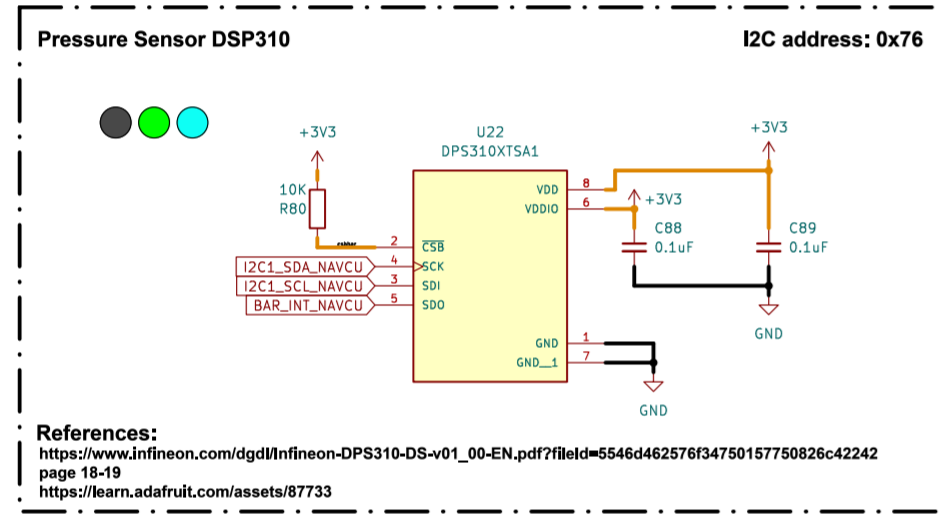 Pressure Sensor DSP310
I2C address: 0x76
+3V3
U22
DPS310XTSA1
+3V3
10K
R80
VDD
8
VDDIO
6
+3V3
C88
0.1uF
C89
0.1uF
2
CSB
I2C1_SDA_NAVCU
4
SCK
I2C1_SCL_NAVCU
3
SDI
BAR_INT_NAVCU
5
SDO
GND
GND
1
GND__1
7
GND
References:
https://www.infineon.com/dgdl/Infineon-DPS310-DS-v01_00-EN.pdf?fileId=5546d462576f34750157750826c42242
page 18-19
https://learn.adafruit.com/assets/87733